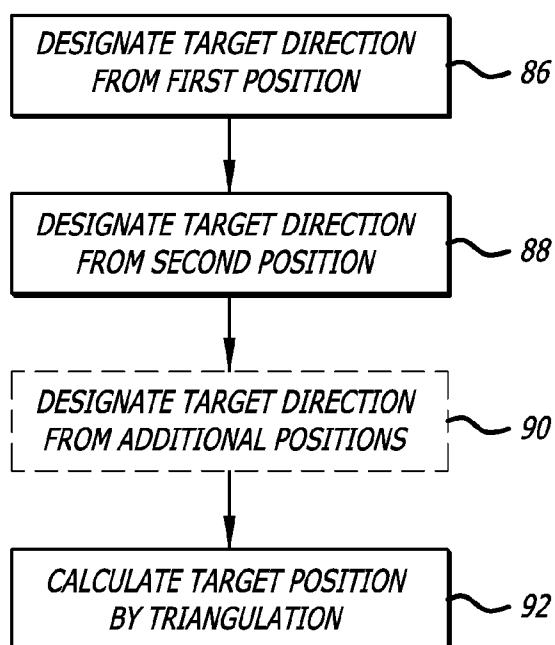 DESIGNATE TARGET DIRECTION
FROM FIRST POSITION
86
DESIGNATE TARGET DIRECTION
FROM SECOND POSITION
88
DESIGNATE TARGET DIRECTION
FROM ADDITIONAL POSITIONS
90
CALCULATE TARGET POSITION
BY TRIANGULATION
92